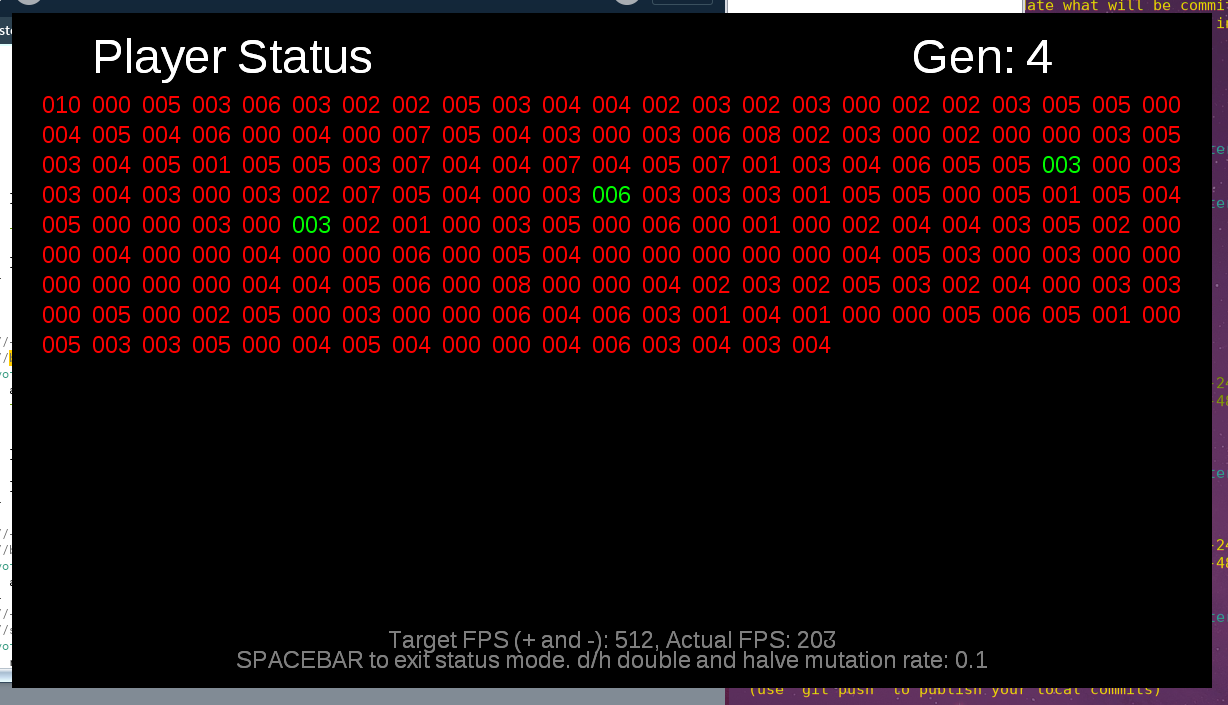 ate what will be commi
Player Status
Gen: 4
010 000 005 003 006 003 002 002 005 003 004 004 002 003 002 003 000 002 002 003 005 005 000
004 005 004 006 000 004 000 007 005 004 003 000 003 006 008 002 003 000 002 000 000 003 005
003 004 005 001 005 005 003 007 004 004 007 004 005 007 001 003 004 006 005 005 003 000 003
003 004 003 000 003 002 007 005 004 000 003 006 003 003 003 001 005 005 000 005 001 005 004
005 000 000 003 000 003 002 001 000 003 005 000 006 000 001 000 002 004 004 003 005 002 000
000 004 000 000 004 000 000 006 000 005 004 000 000 000 000 000 004 005 003 000 003 000 000
000 000 000 000 004 004 005 006 000 008 000 000 004 002 003 002 005 003 002 004 000 003 003
000 005 000 002 005 000 003 000 000 006 004 006 003 001 004 001 000 000 005 006 005 001 000
005 003 003 005 000 004 005 004 000 000 004 006 003 004 003 004
Target FPS (+ and -): 512, Actual FPS: 203
SPACEBAR to exit status mode. d/h double and halve mutation rate: 0.1
(use "git push" to publish your local commits)